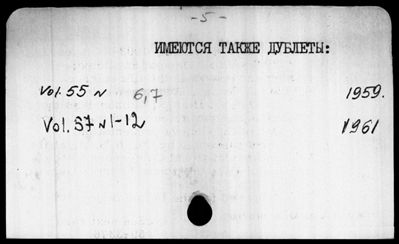 - 5 -
ИМЕЮТСЯ ТАКЖЕ ДУБЛЕТЫ:
Vol. 55 N 6,7 1959.
Vol. 57 N 1-12 1961